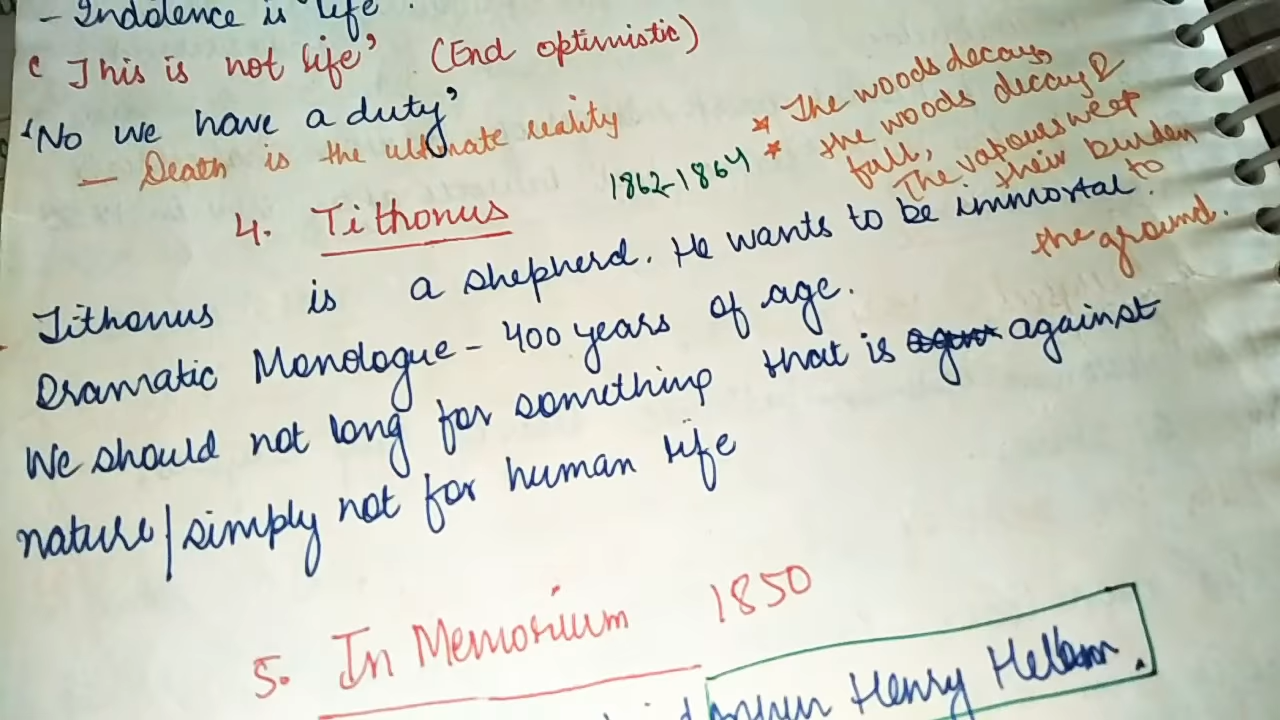 - Indolence is life.
'This is not life' (End optimistic)
'No we have a duty'
— Death is the ultimate reality
* The woods decays,
* the woods decay &
fall,
The vapours weep
their burden
to
the ground.
1862-1864
4. Tithonus
Tithonus is a shepherd. He wants to be immortal.
Dramatic Monologue - 400 years of age.
We should not long for something that is against
nature/simply not for human life
5. In Memorium 1850
Henry